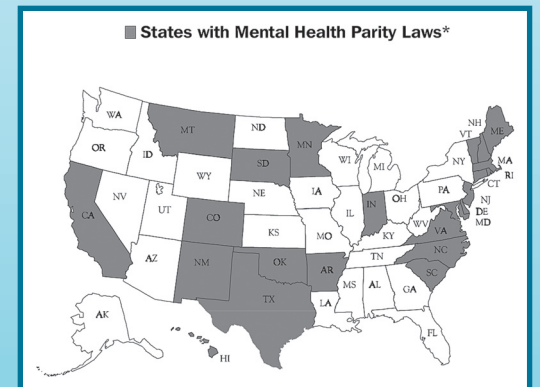 States with Mental Health Parity Laws*
WA
MT
ND
MN
NH
VT
ME
OR
ID
SD
WI
MI
NY
MA
RI
WY
CT
NV
NE
IA
PA
NJ
UT
IL
IN
OH
DE
MD
CA
CO
KS
MO
WV
VA
KY
NC
AZ
NM
OK
AR
TN
SC
TX
MS
AL
GA
LA
AK
FL
HI